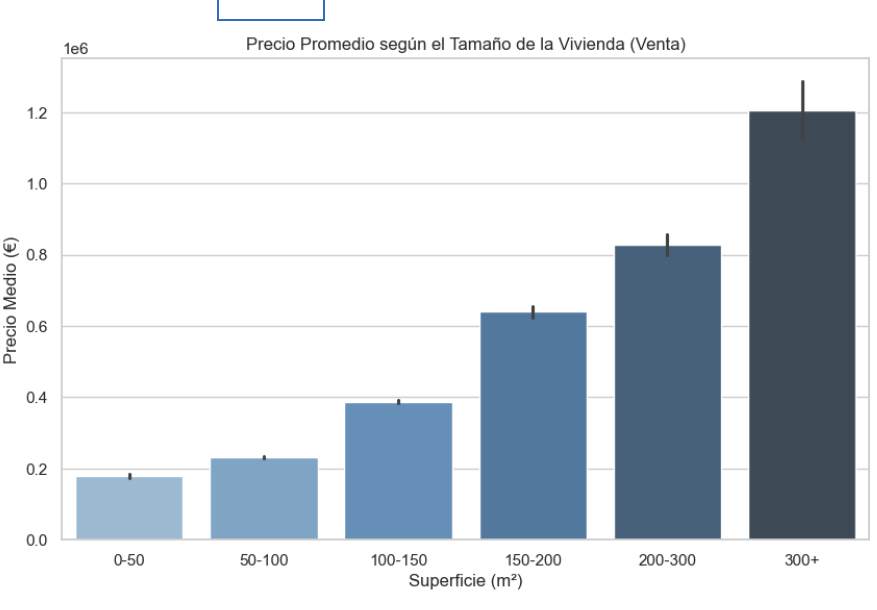 Precio Promedio según el Tamaño de la Vivienda (Venta)
1e6
1.2
1.0
0.8
0.6
0.4
0.2
0.0
Precio Medio (€)
0-50 50-100 100-150 150-200 200-300 300+
Superficie (m²)